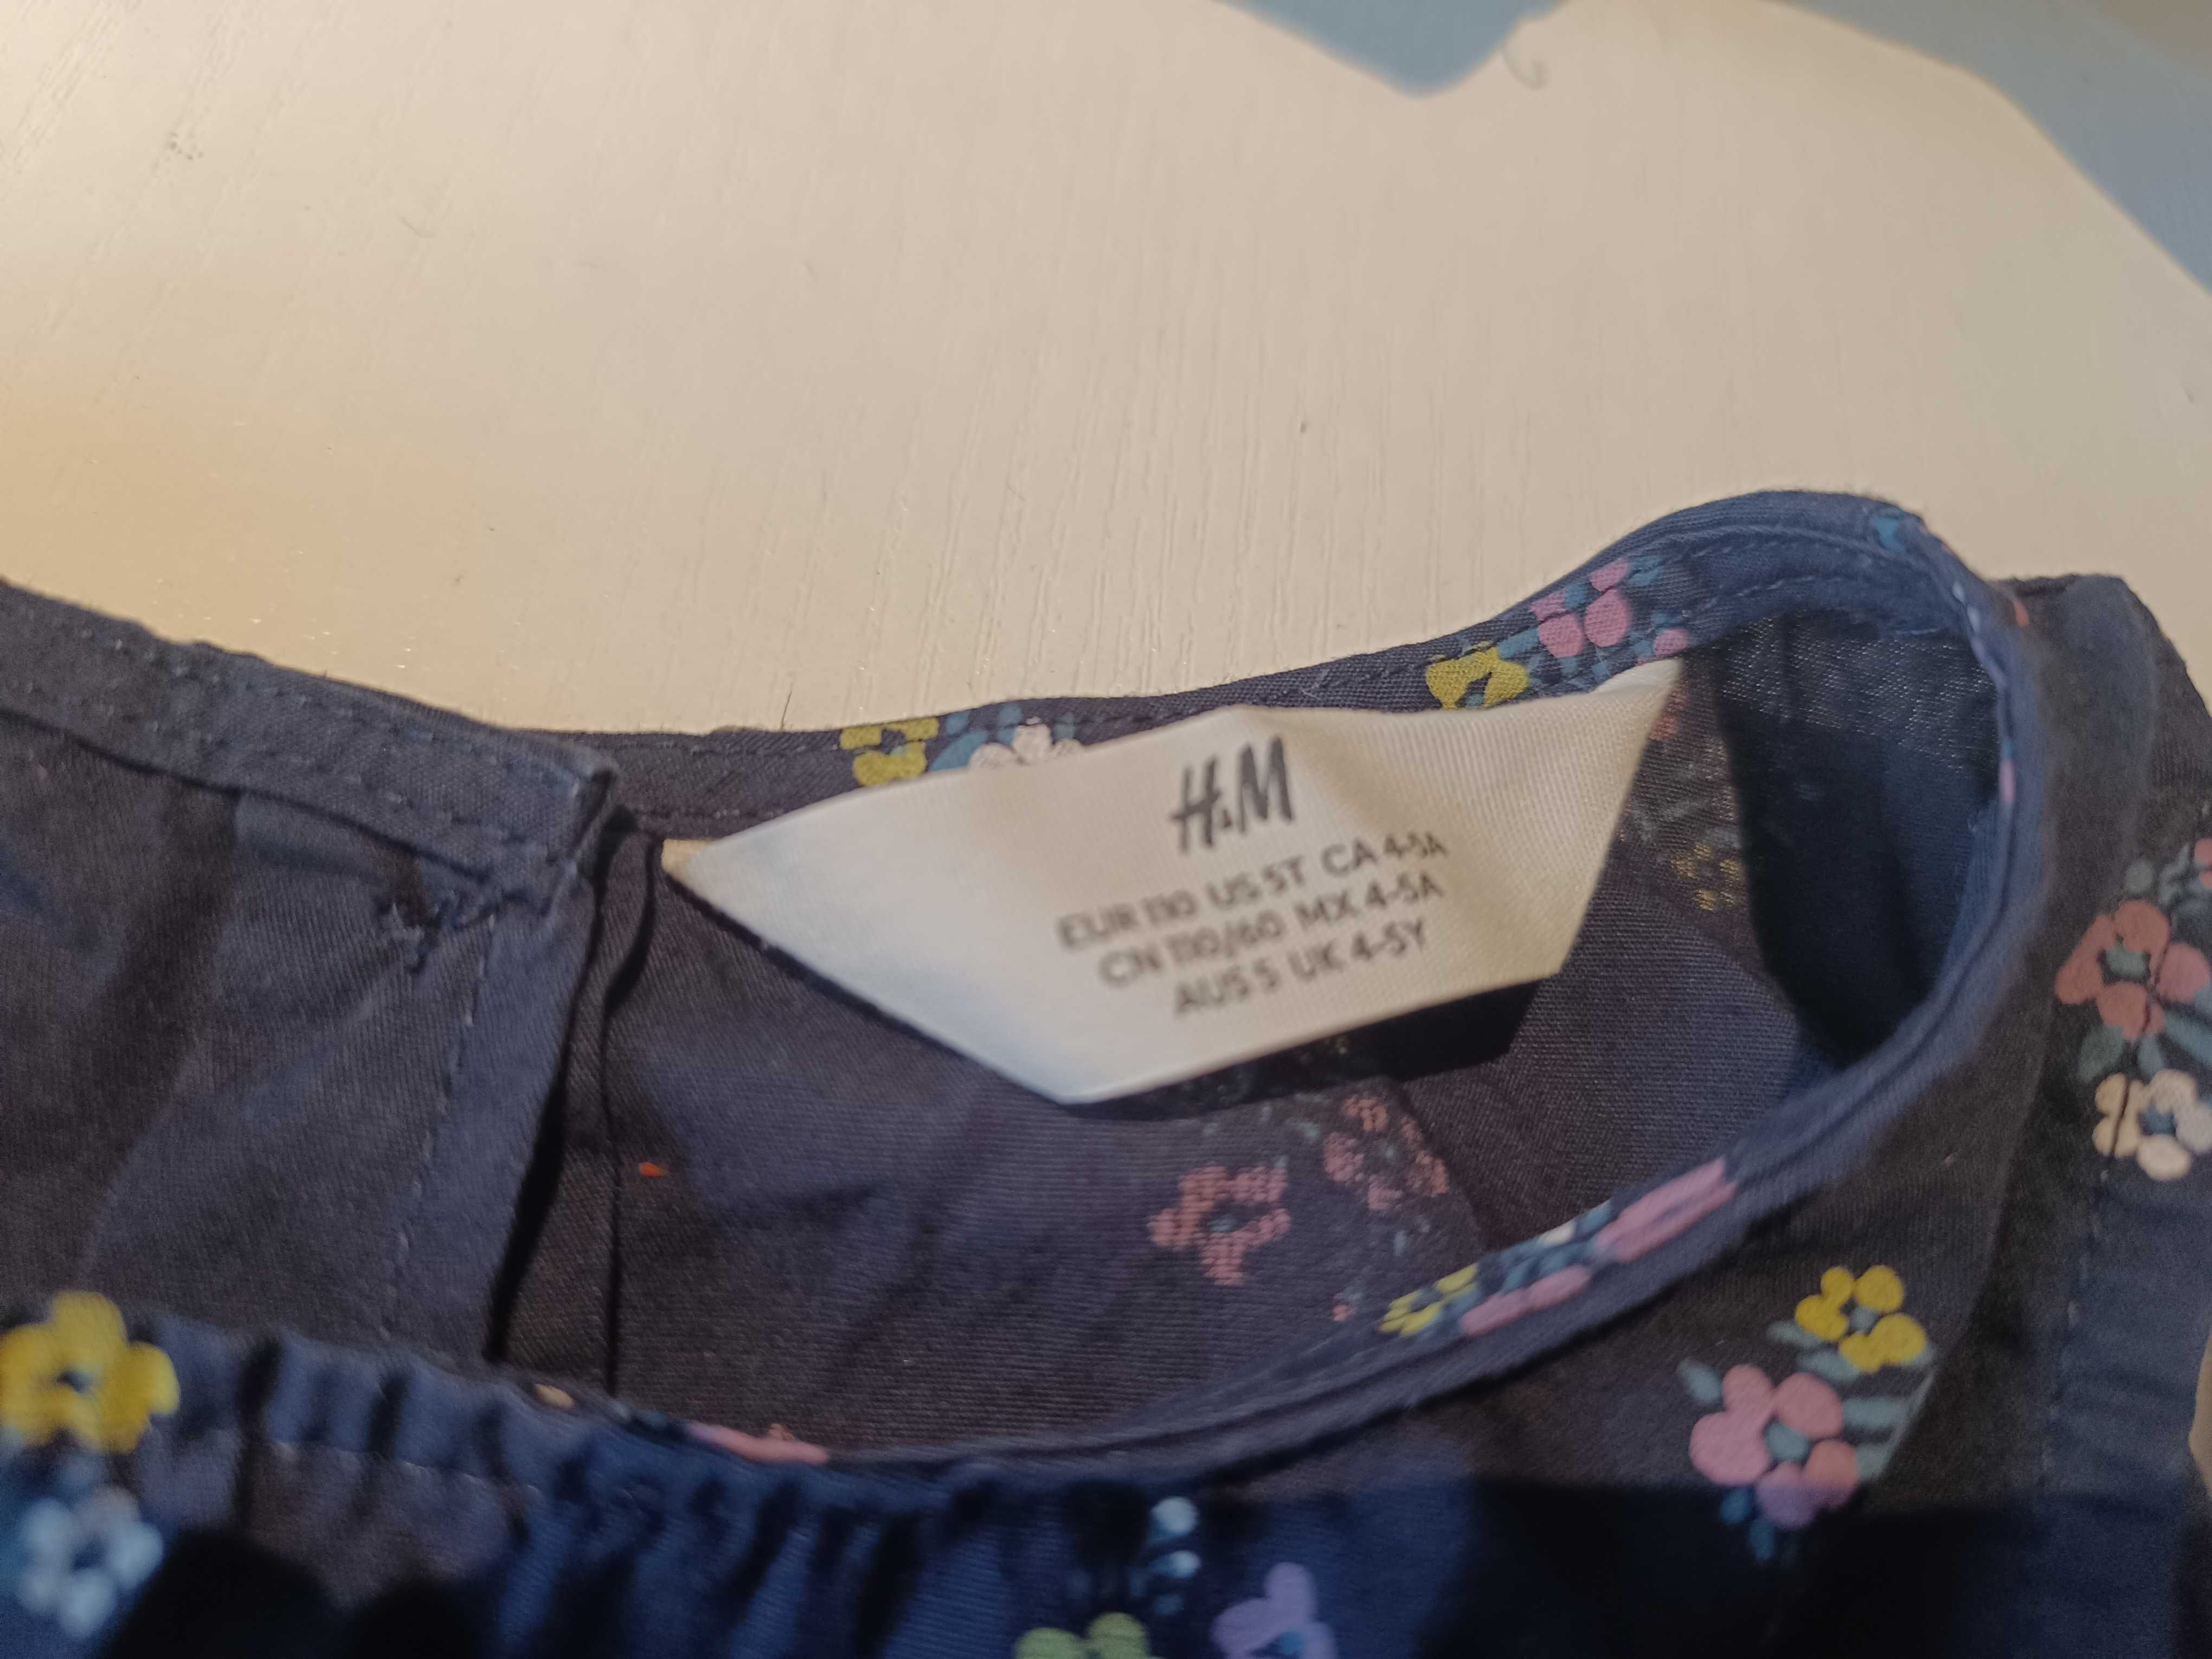 H&M
EUR 110 US 5T CA 4-5A
CN 110/60 MX 4-5A
AUS 5 UK 4-5Y